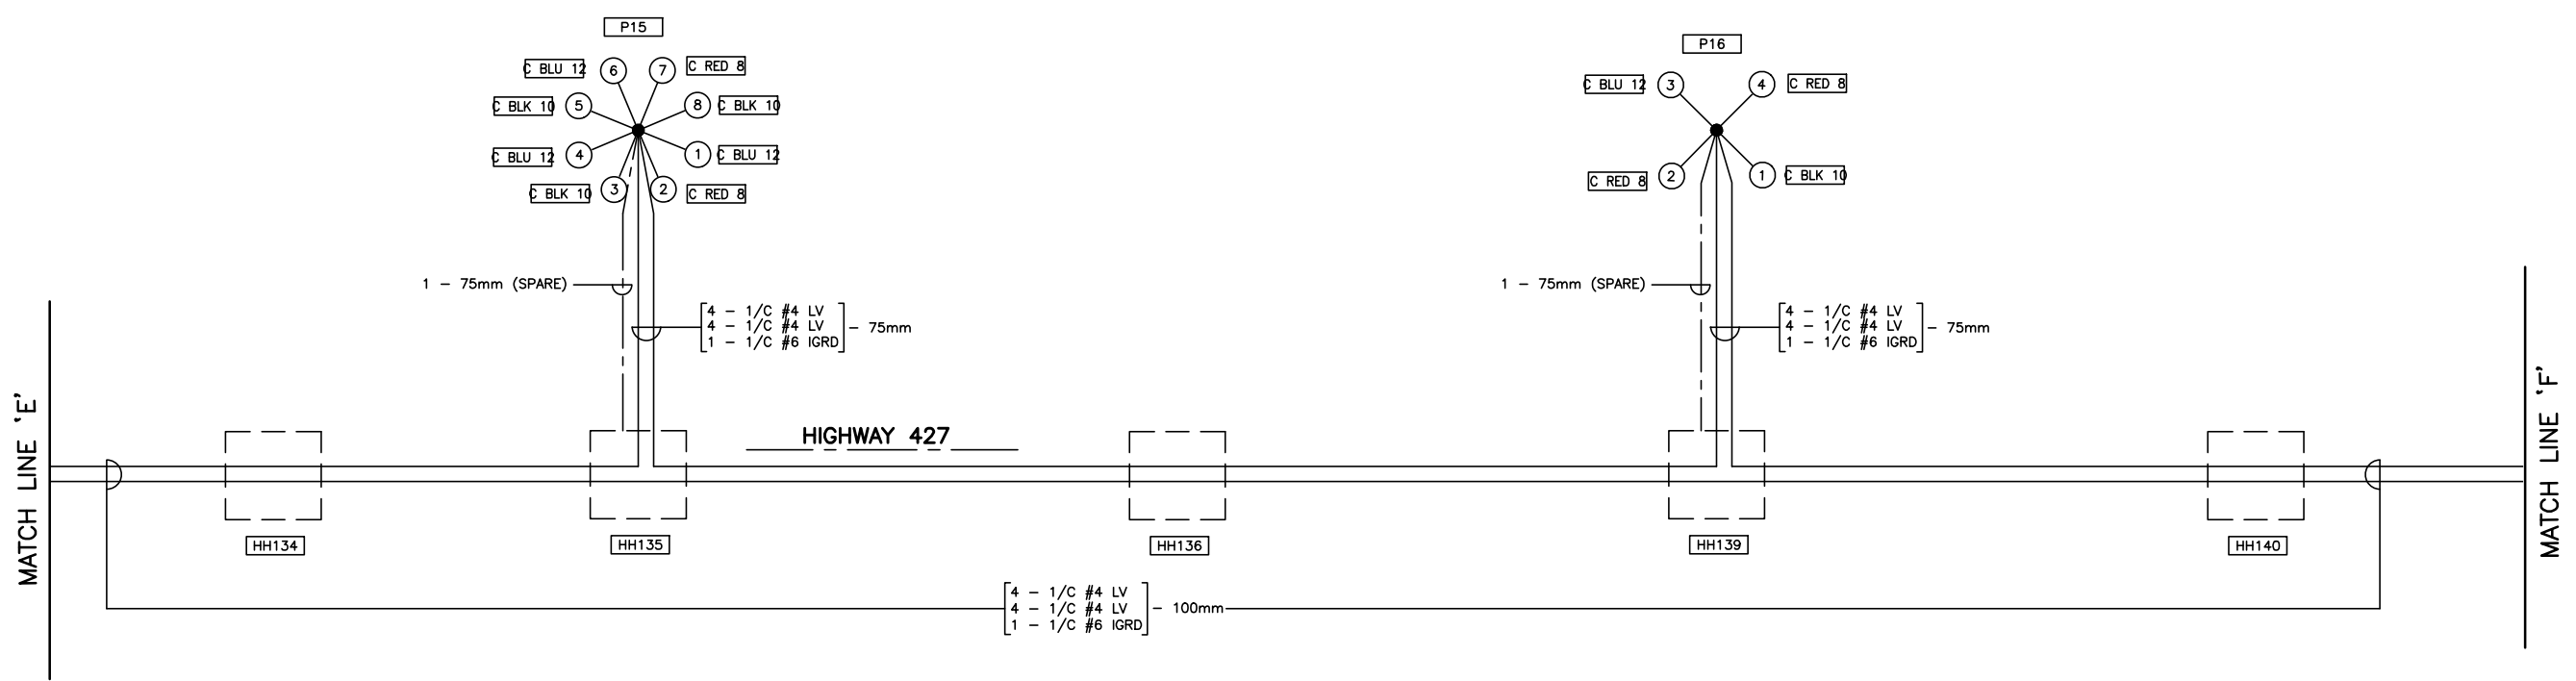 P15
C BLU 12
6
7
C RED 8
C BLK 10
5
8
C BLK 10
C BLU 12
4
1
C BLU 12
C BLK 10
3
2
C RED 8
1 - 75mm (SPARE)
4 - 1/C #4 LV
4 - 1/C #4 LV
1 - 1/C #6 IGRD
- 75mm
P16
C BLU 12
3
4
C RED 8
C RED 8
2
1
C BLK 10
1 - 75mm (SPARE)
4 - 1/C #4 LV
4 - 1/C #4 LV
1 - 1/C #6 IGRD
- 75mm
MATCH LINE 'E'
HIGHWAY 427
MATCH LINE 'F'
HH134
HH135
HH136
HH139
HH140
4 - 1/C #4 LV
4 - 1/C #4 LV
1 - 1/C #6 IGRD
- 100mm